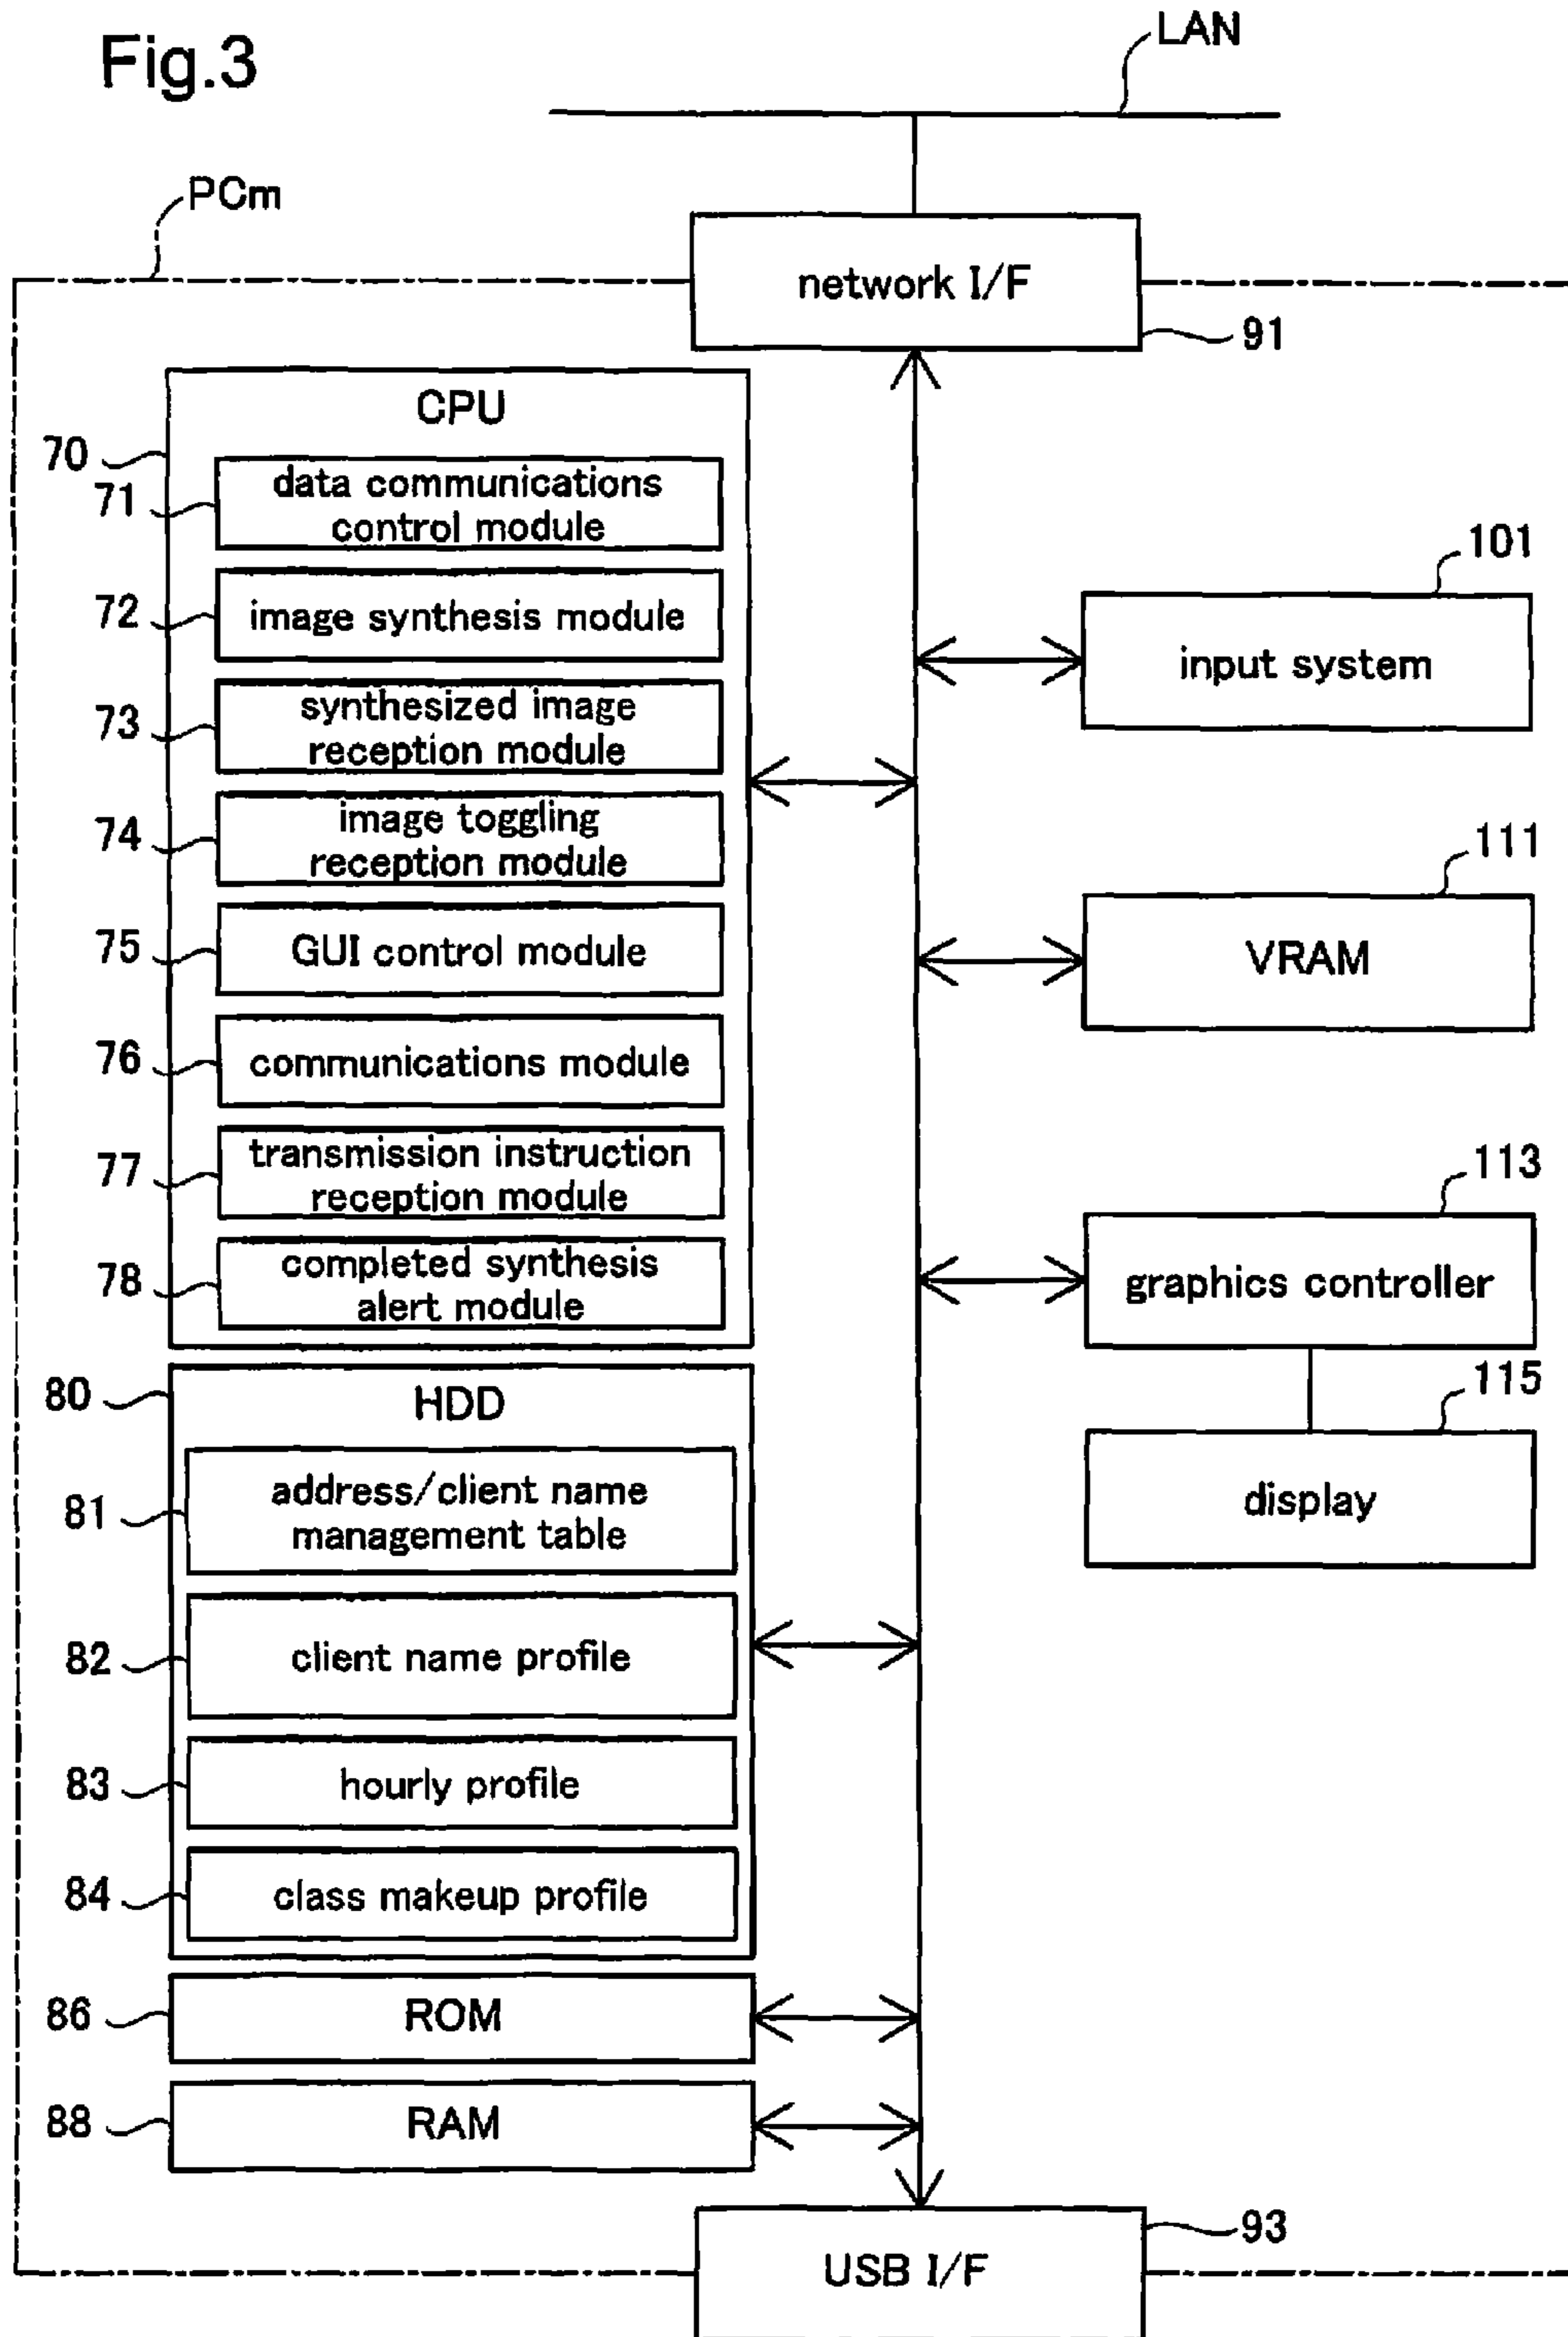 Fig.3
LAN
PCm
network I/F
91
CPU
70
71
data communications
control module
72
image synthesis module
73
synthesized image
reception module
74
image toggling
reception module
75
GUI control module
76
communications module
77
transmission instruction
reception module
78
completed synthesis
alert module
101
input system
111
VRAM
113
graphics controller
115
display
80
HDD
81
address/client name
management table
82
client name profile
83
hourly profile
84
class makeup profile
86
ROM
88
RAM
93
USB I/F